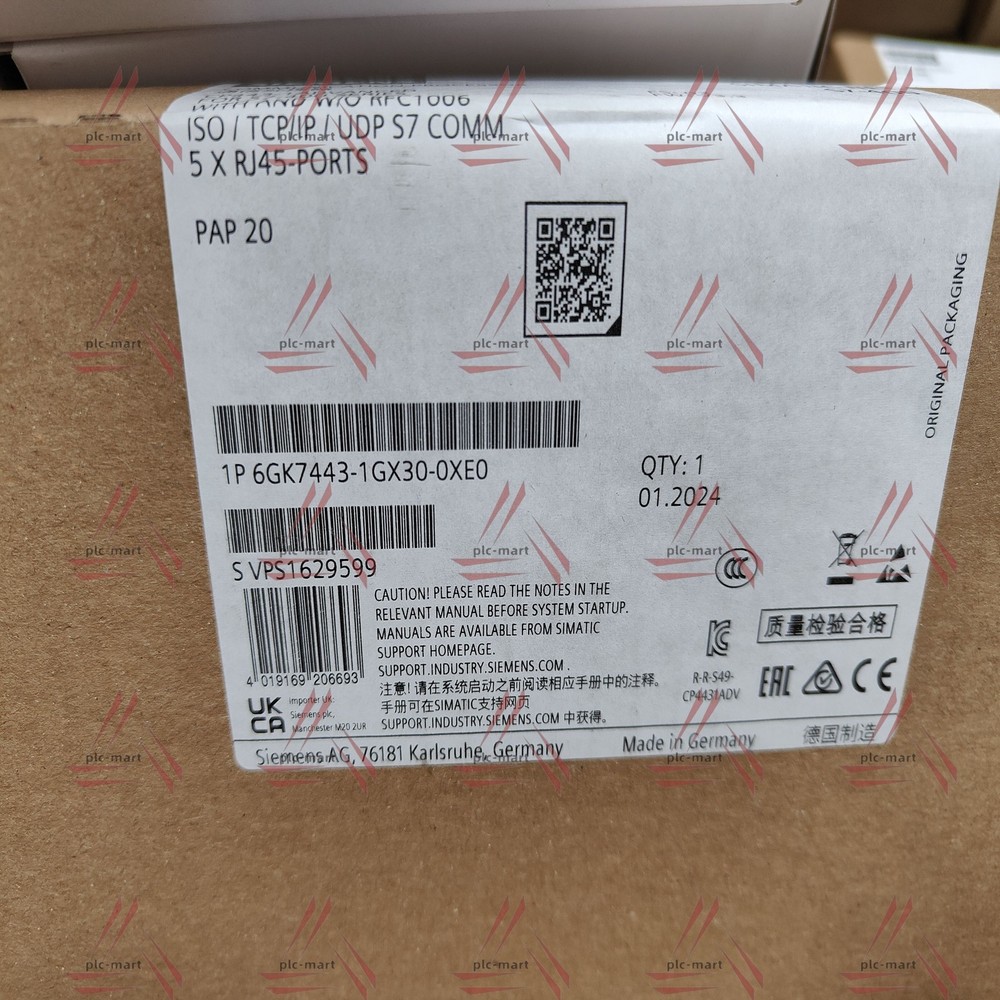 WITH AND W/O RFC1006
ISO / TCP/IP / UDP S7 COMM
5 X RJ45-PORTS
PAP 20
ORIGINAL PACKAGING
1P 6GK7443-1GX30-0XE0
QTY: 1
01.2024
S VPS1629599
4 019169 206693
CAUTION! PLEASE READ THE NOTES IN THE
RELEVANT MANUAL BEFORE SYSTEM STARTUP.
MANUALS ARE AVAILABLE FROM SIMATIC
SUPPORT HOMEPAGE.
SUPPORT.INDUSTRY.SIEMENS.COM .
注意! 请在系统启动之前阅读相应手册中的注释。
手册可在SIMATIC支持网页
SUPPORT.INDUSTRY.SIEMENS.COM 中获得。
质量检验合格
R-R-S49-
CP4431ADV
EAC
CE
UK
CA
Importer UK:
Siemens plc,
Manchester M20 2UR
Siemens AG, 76181 Karlsruhe, Germany
Made in Germany
德国制造
plc-mart